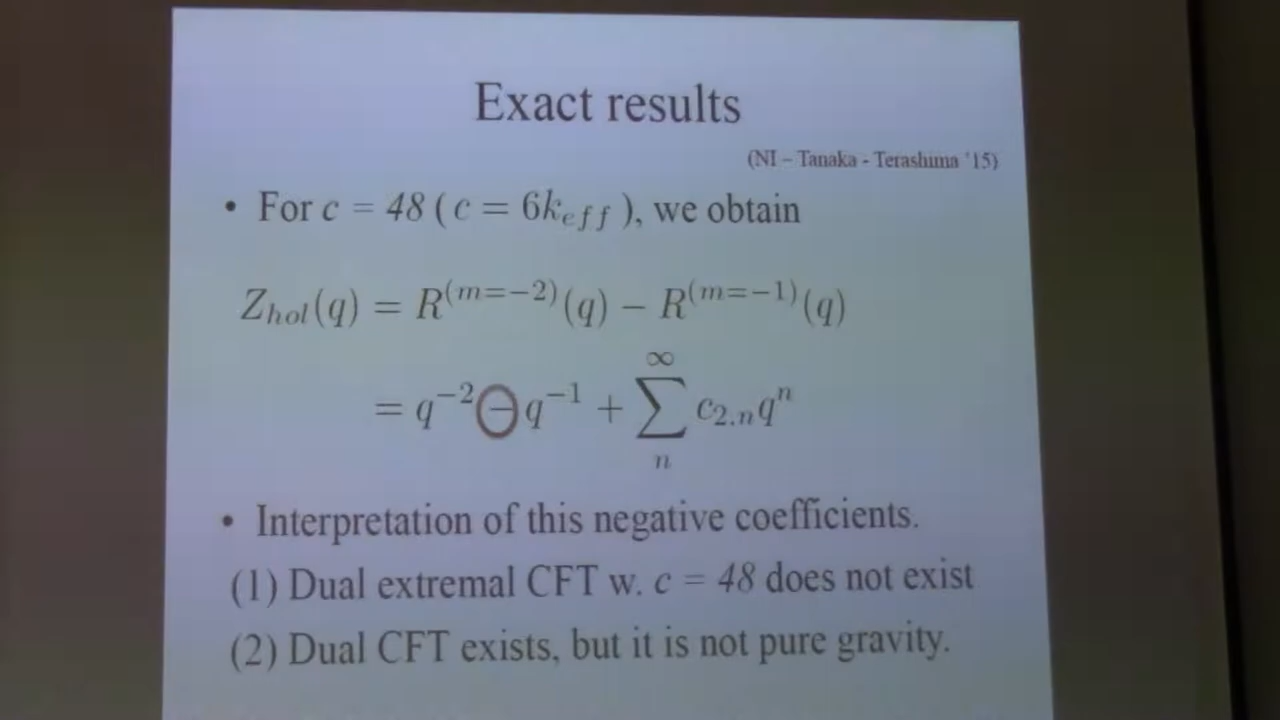 Exact results
(NI – Tanaka - Terashima '15)
• For c = 48 ( c = 6k_{eff} ), we obtain
Z_{hol}(q) = R^{(m=-2)}(q) − R^{(m=-1)}(q)
= q^{-2} − q^{-1} + \sum_{n}^{∞} c_{2.n} q^{n}
• Interpretation of this negative coefficients.
(1) Dual extremal CFT w. c = 48 does not exist
(2) Dual CFT exists, but it is not pure gravity.